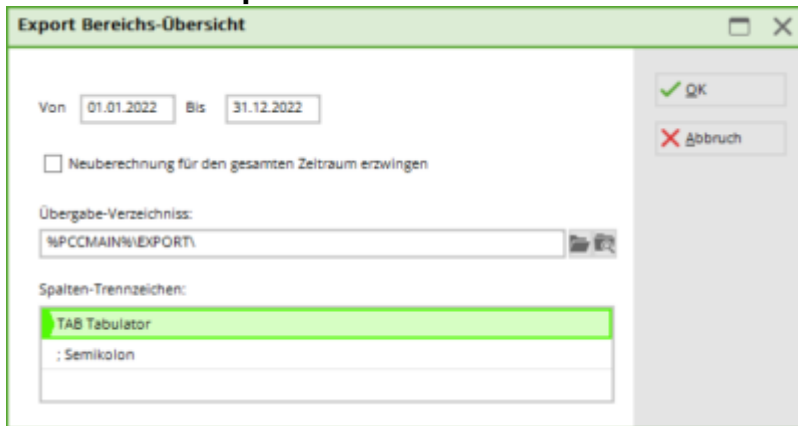 Export Bereichs-Übersicht
Von 01.01.2022 Bis 31.12.2022
OK
Abbruch
Neuberechnung für den gesamten Zeitraum erzwingen
Übergabe-Verzeichniss:
%PCCMAIN%\EXPORT\
Spalten-Trennzeichen:
TAB Tabulator
; Semikolon